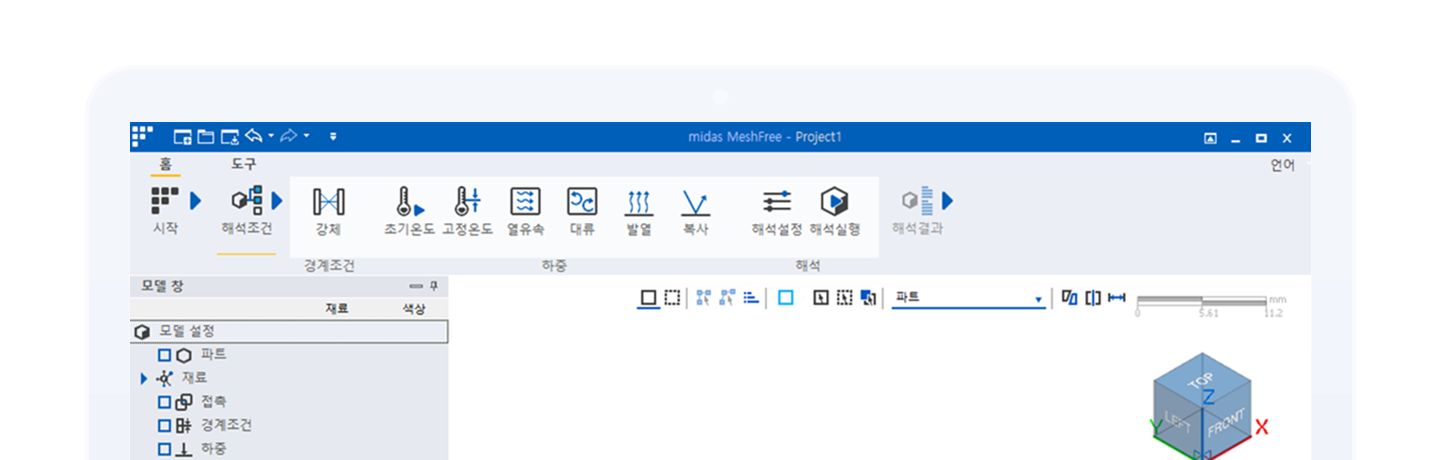 midas MeshFree - Project1
홈 도구 언어
시작 해석조건 강체 초기온도 고정온도 열유속 대류 발열 복사 해석설정 해석실행 해석결과
경계조건 하중 해석
모델 창
재료 색상
파트 mm
0 5.61 11.2
모델 설정
파트
재료
접촉
경계조건
하중
TOP
Z
LEFT FRONT
Y X